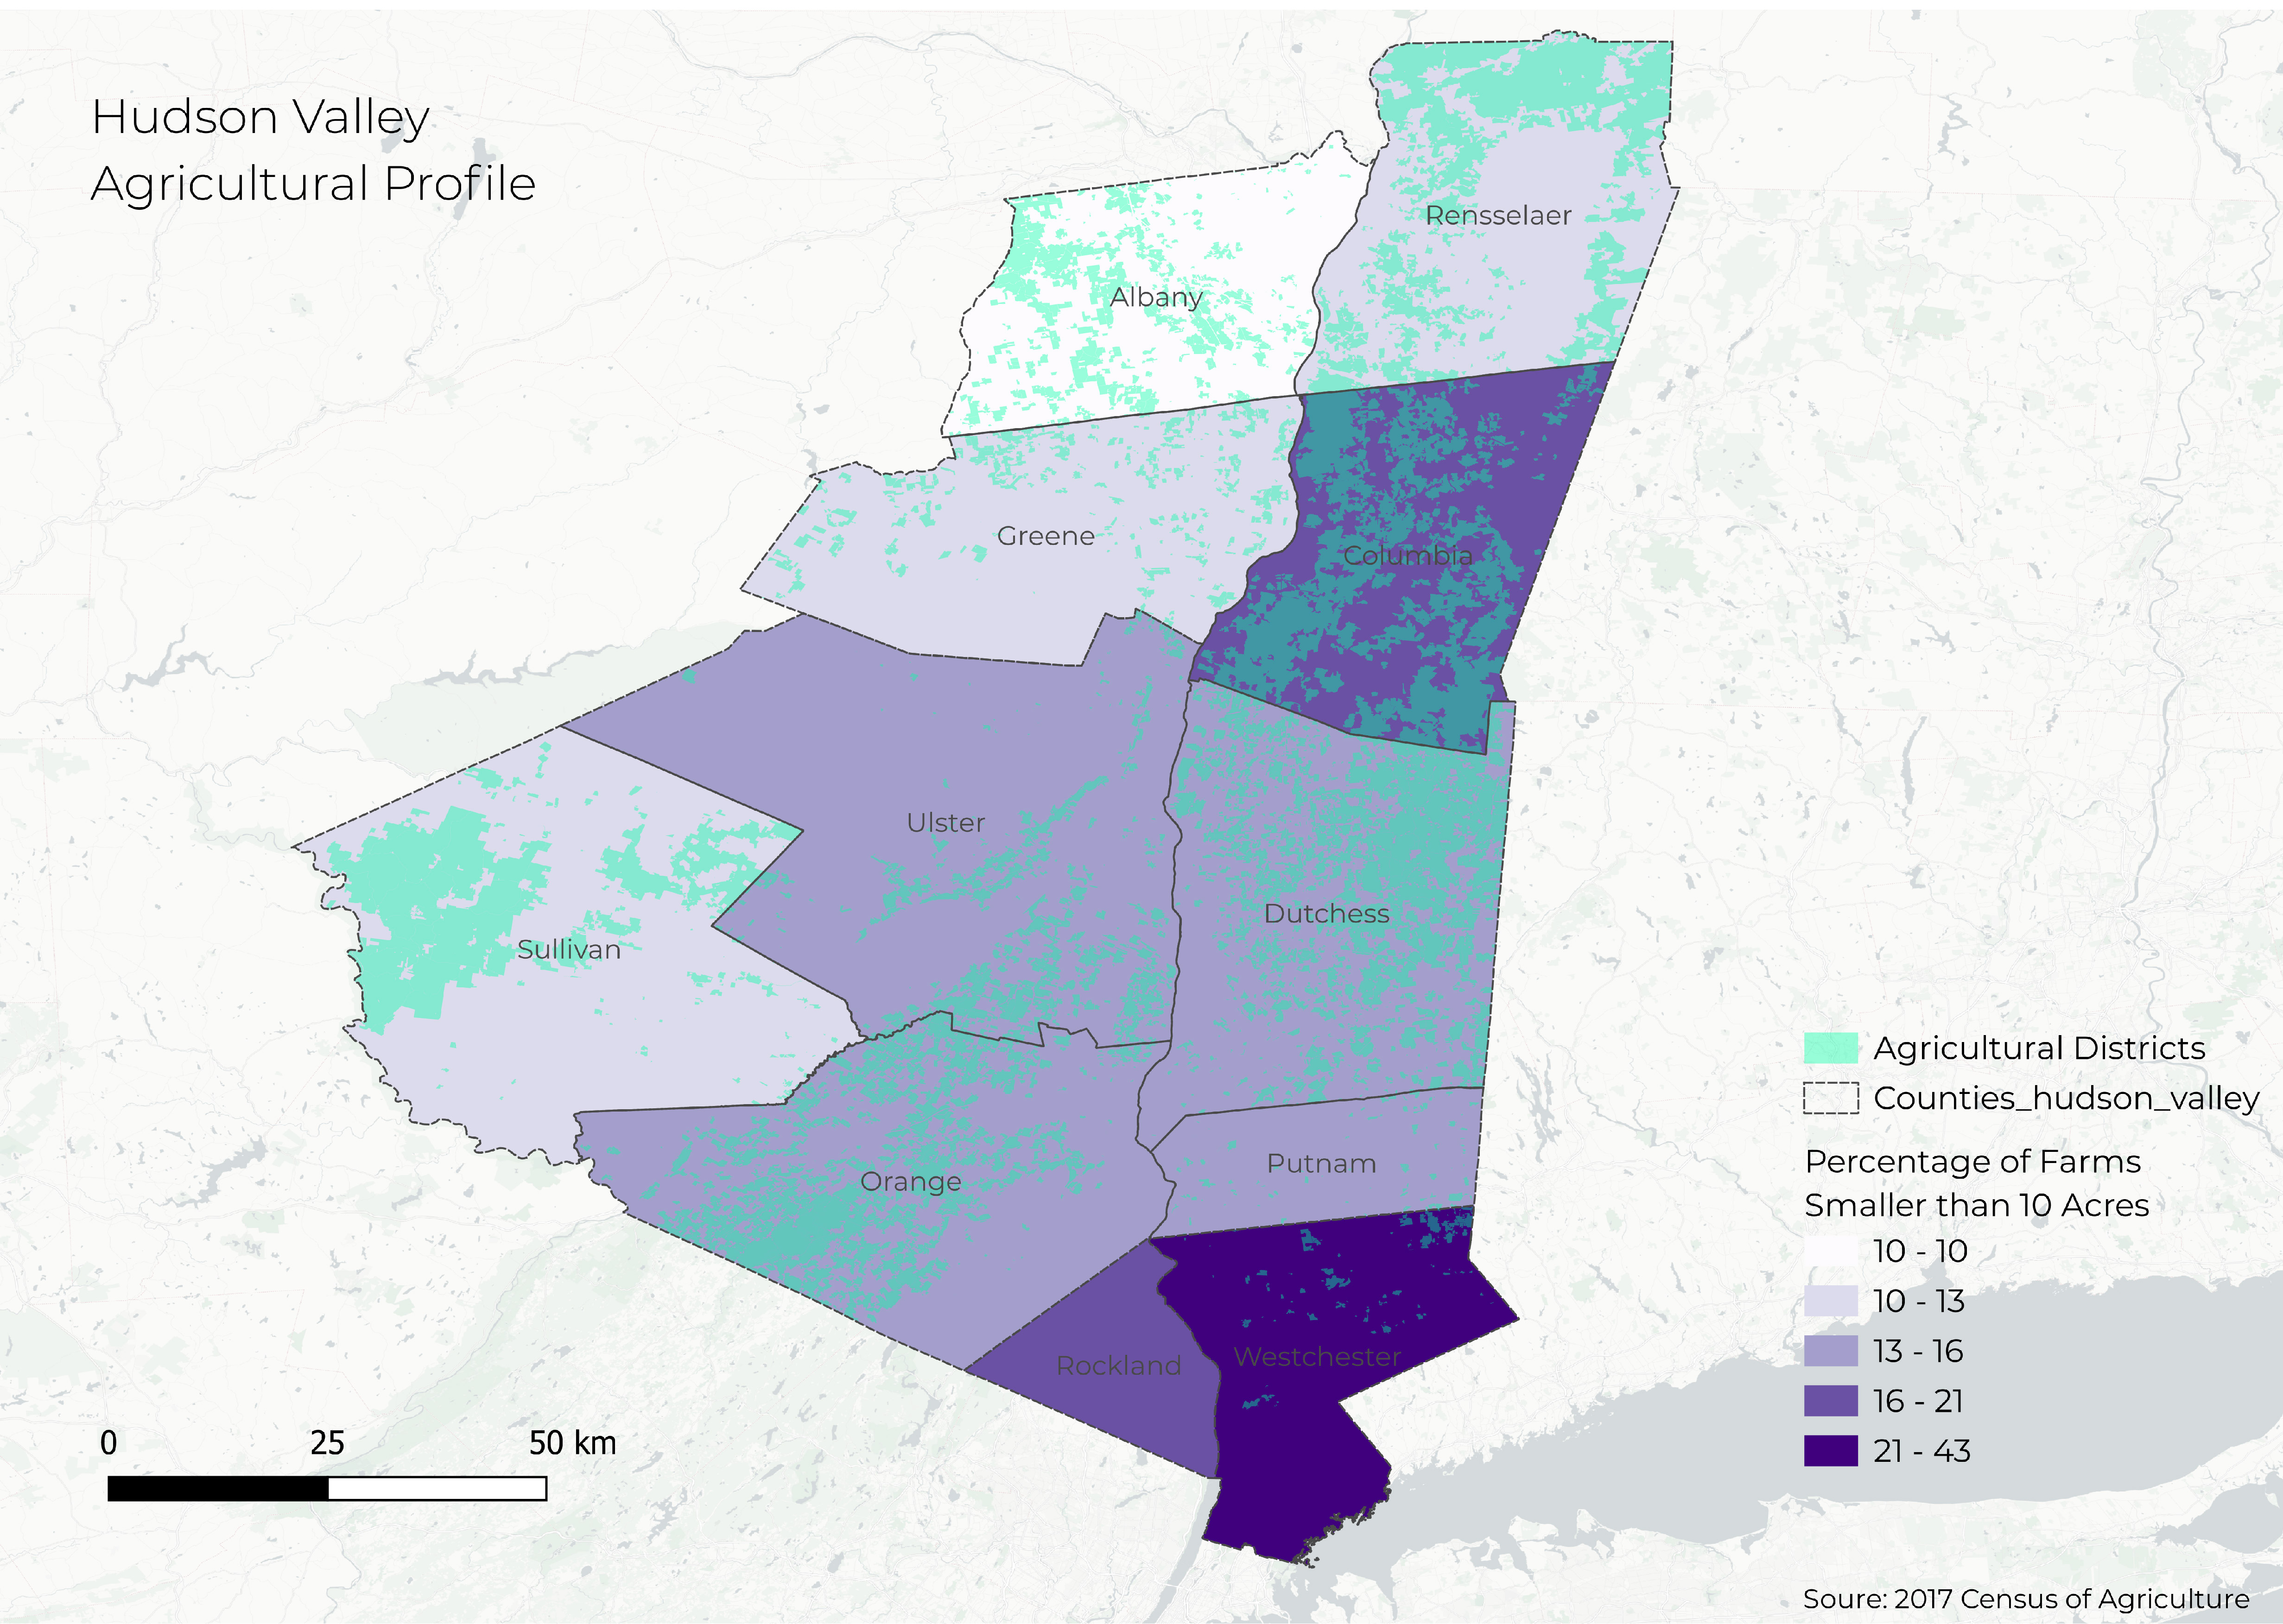 Hudson Valley
Agricultural Profile
Rensselaer
Albany
Greene
Columbia
Ulster
Dutchess
Sullivan
Putnam
Orange
Rockland
Westchester
Agricultural Districts
Counties_hudson_valley
Percentage of Farms
Smaller than 10 Acres
10 - 10
10 - 13
13 - 16
16 - 21
21 - 43
0 25 50 km
Soure: 2017 Census of Agriculture